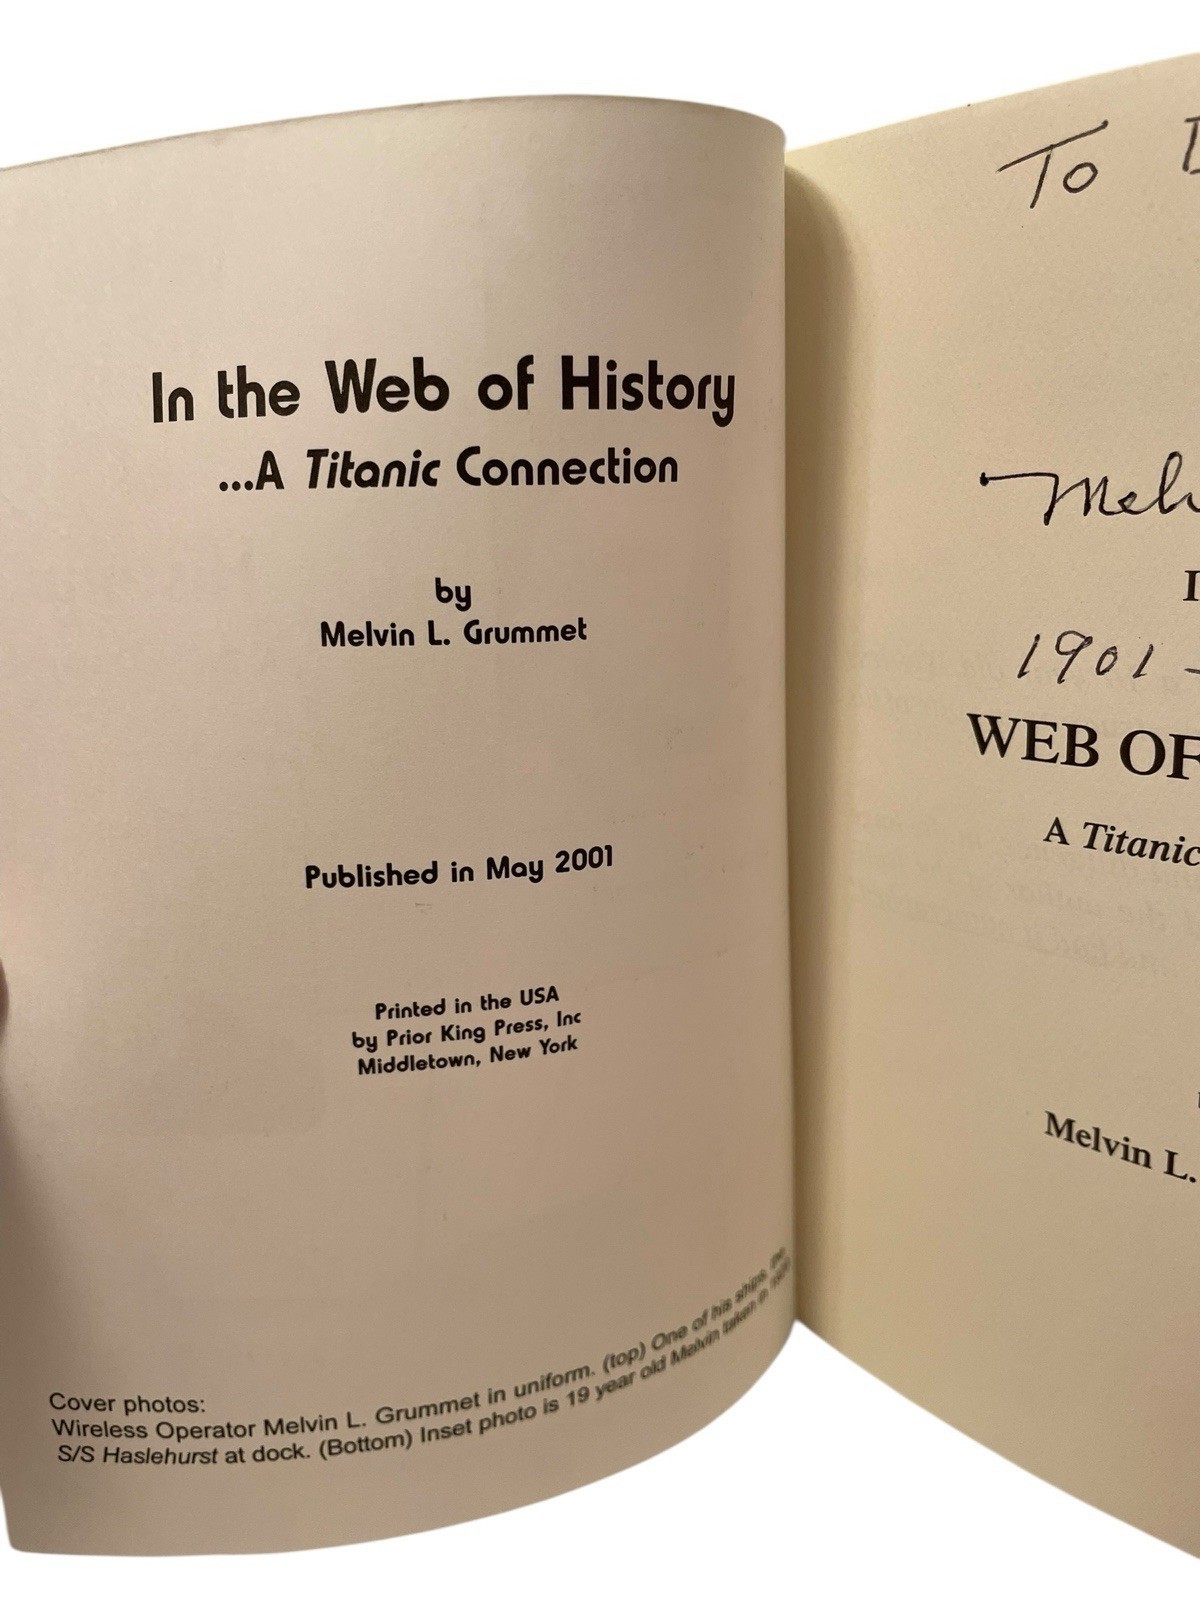 In the Web of History
...A Titanic Connection
by
Melvin L. Grummet
Published in May 2001
Printed in the USA
by Prior King Press, Inc
Middletown, New York
Cover photos:
Wireless Operator Melvin L. Grummet in uniform. (top) One of his ships, the
S/S Haslehurst at dock. (Bottom) Inset photo is 19 year old Melvin taken in
To
Melv
1901 -
WEB OF
A Titanic
Melvin L.